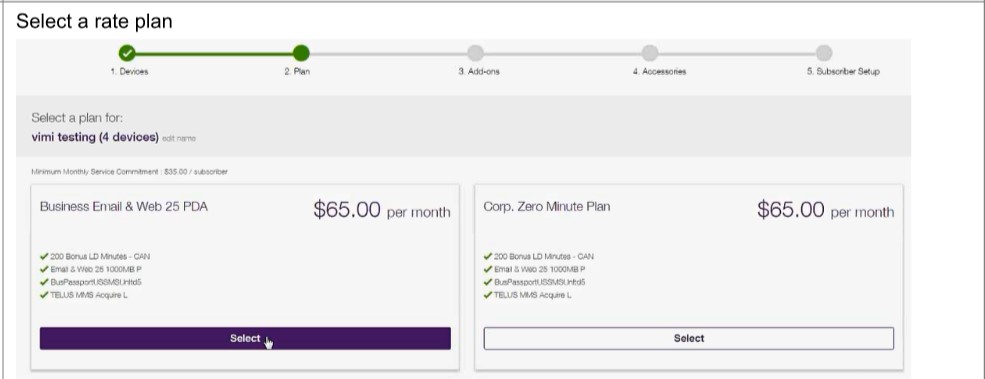 Select a rate plan
1. Devices
2. Plan
3. Add-ons
4. Accessories
5. Subscriber Setup
Select a plan for:
vimi testing (4 devices) edit name
Minimum Monthly Service Commitment : $35.00 / subscriber
Business Email & Web 25 PDA
$65.00 per month
200 Bonus LD Minutes - CAN
Email & Web 25 1000MB P
TELUS MMS Acquire L
Select
Corp. Zero Minute Plan
$65.00 per month
200 Bonus LD Minutes - CAN
Email & Web 25 1000MB P
TELUS MMS Acquire L
Select